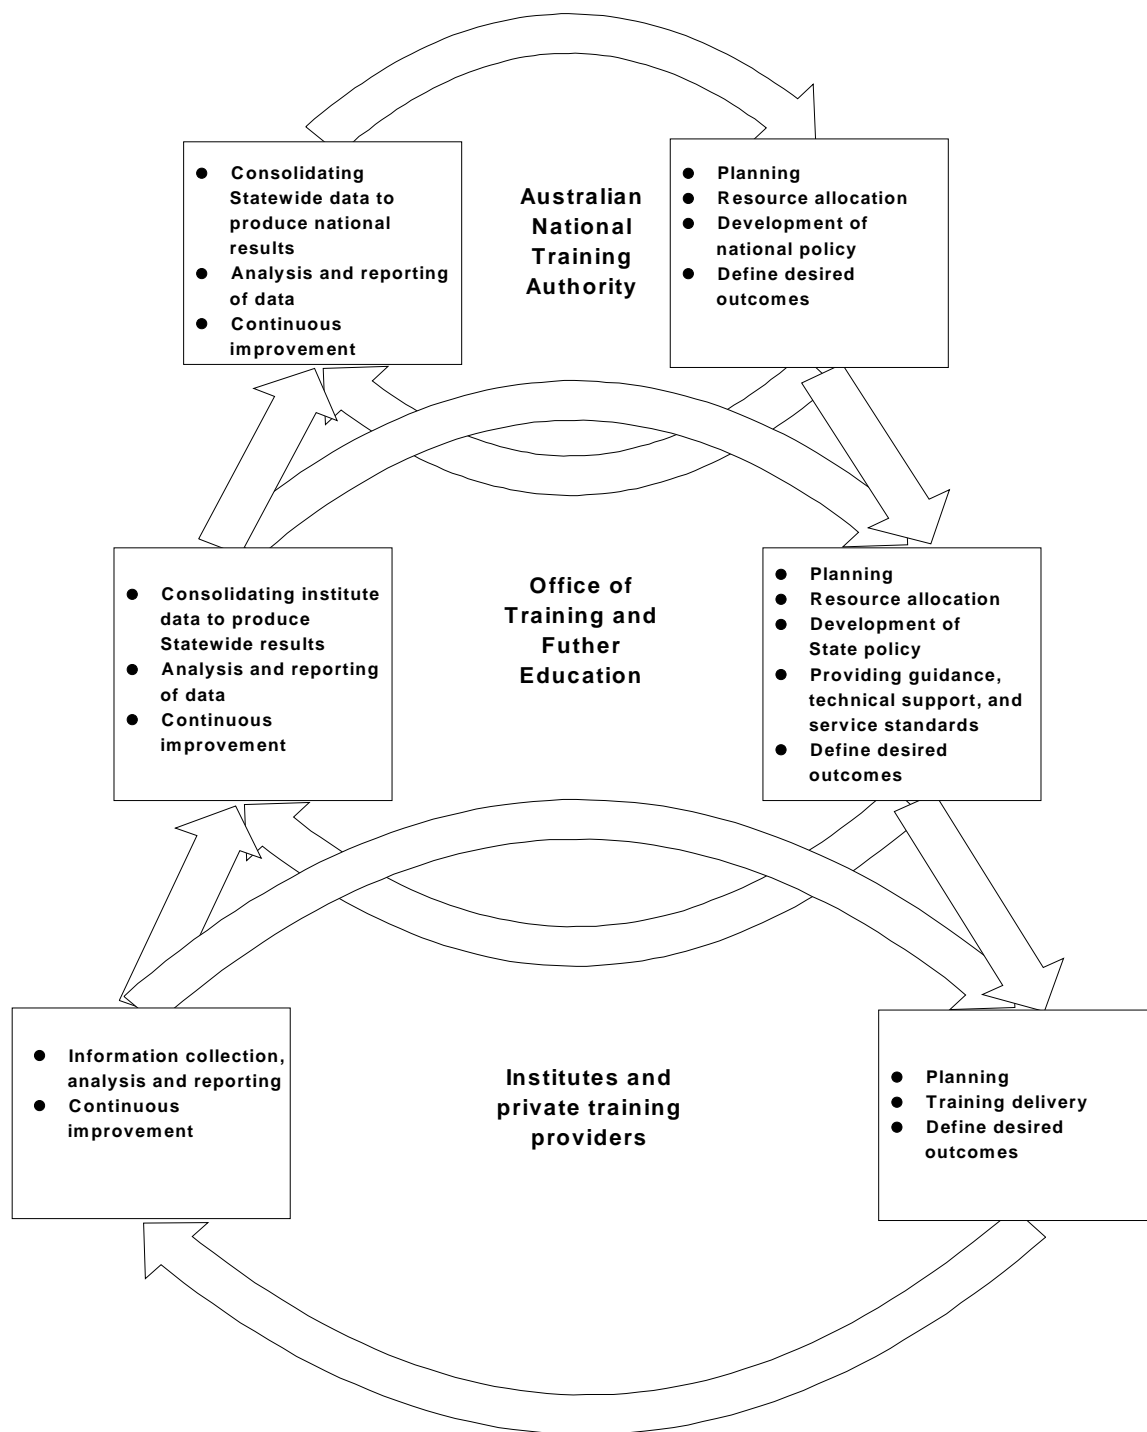 ● Consolidating
Statewide data to
produce national
results
● Analysis and reporting
of data
● Continuous
improvement
Australian
National
Training
Authority
● Planning
● Resource allocation
● Development of
national policy
● Define desired
outcomes
● Consolidating institute
data to produce
Statewide results
● Analysis and reporting
of data
● Continuous
improvement
Office of
Training and
Futher
Education
● Planning
● Resource allocation
● Development of
State policy
● Providing guidance,
technical support, and
service standards
● Define desired
outcomes
● Information collection,
analysis and reporting
● Continuous
improvement
Institutes and
private training
providers
● Planning
● Training delivery
● Define desired
outcomes